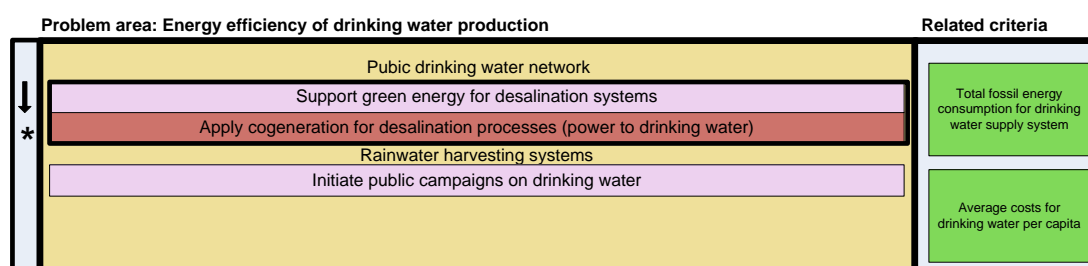 Problem area: Energy efficiency of drinking water production
Related criteria
Pubic drinking water network
Support green energy for desalination systems
Apply cogeneration for desalination processes (power to drinking water)
Rainwater harvesting systems
Initiate public campaigns on drinking water
*
Total fossil energy
consumption for drinking
water supply system
Average costs for
drinking water per capita